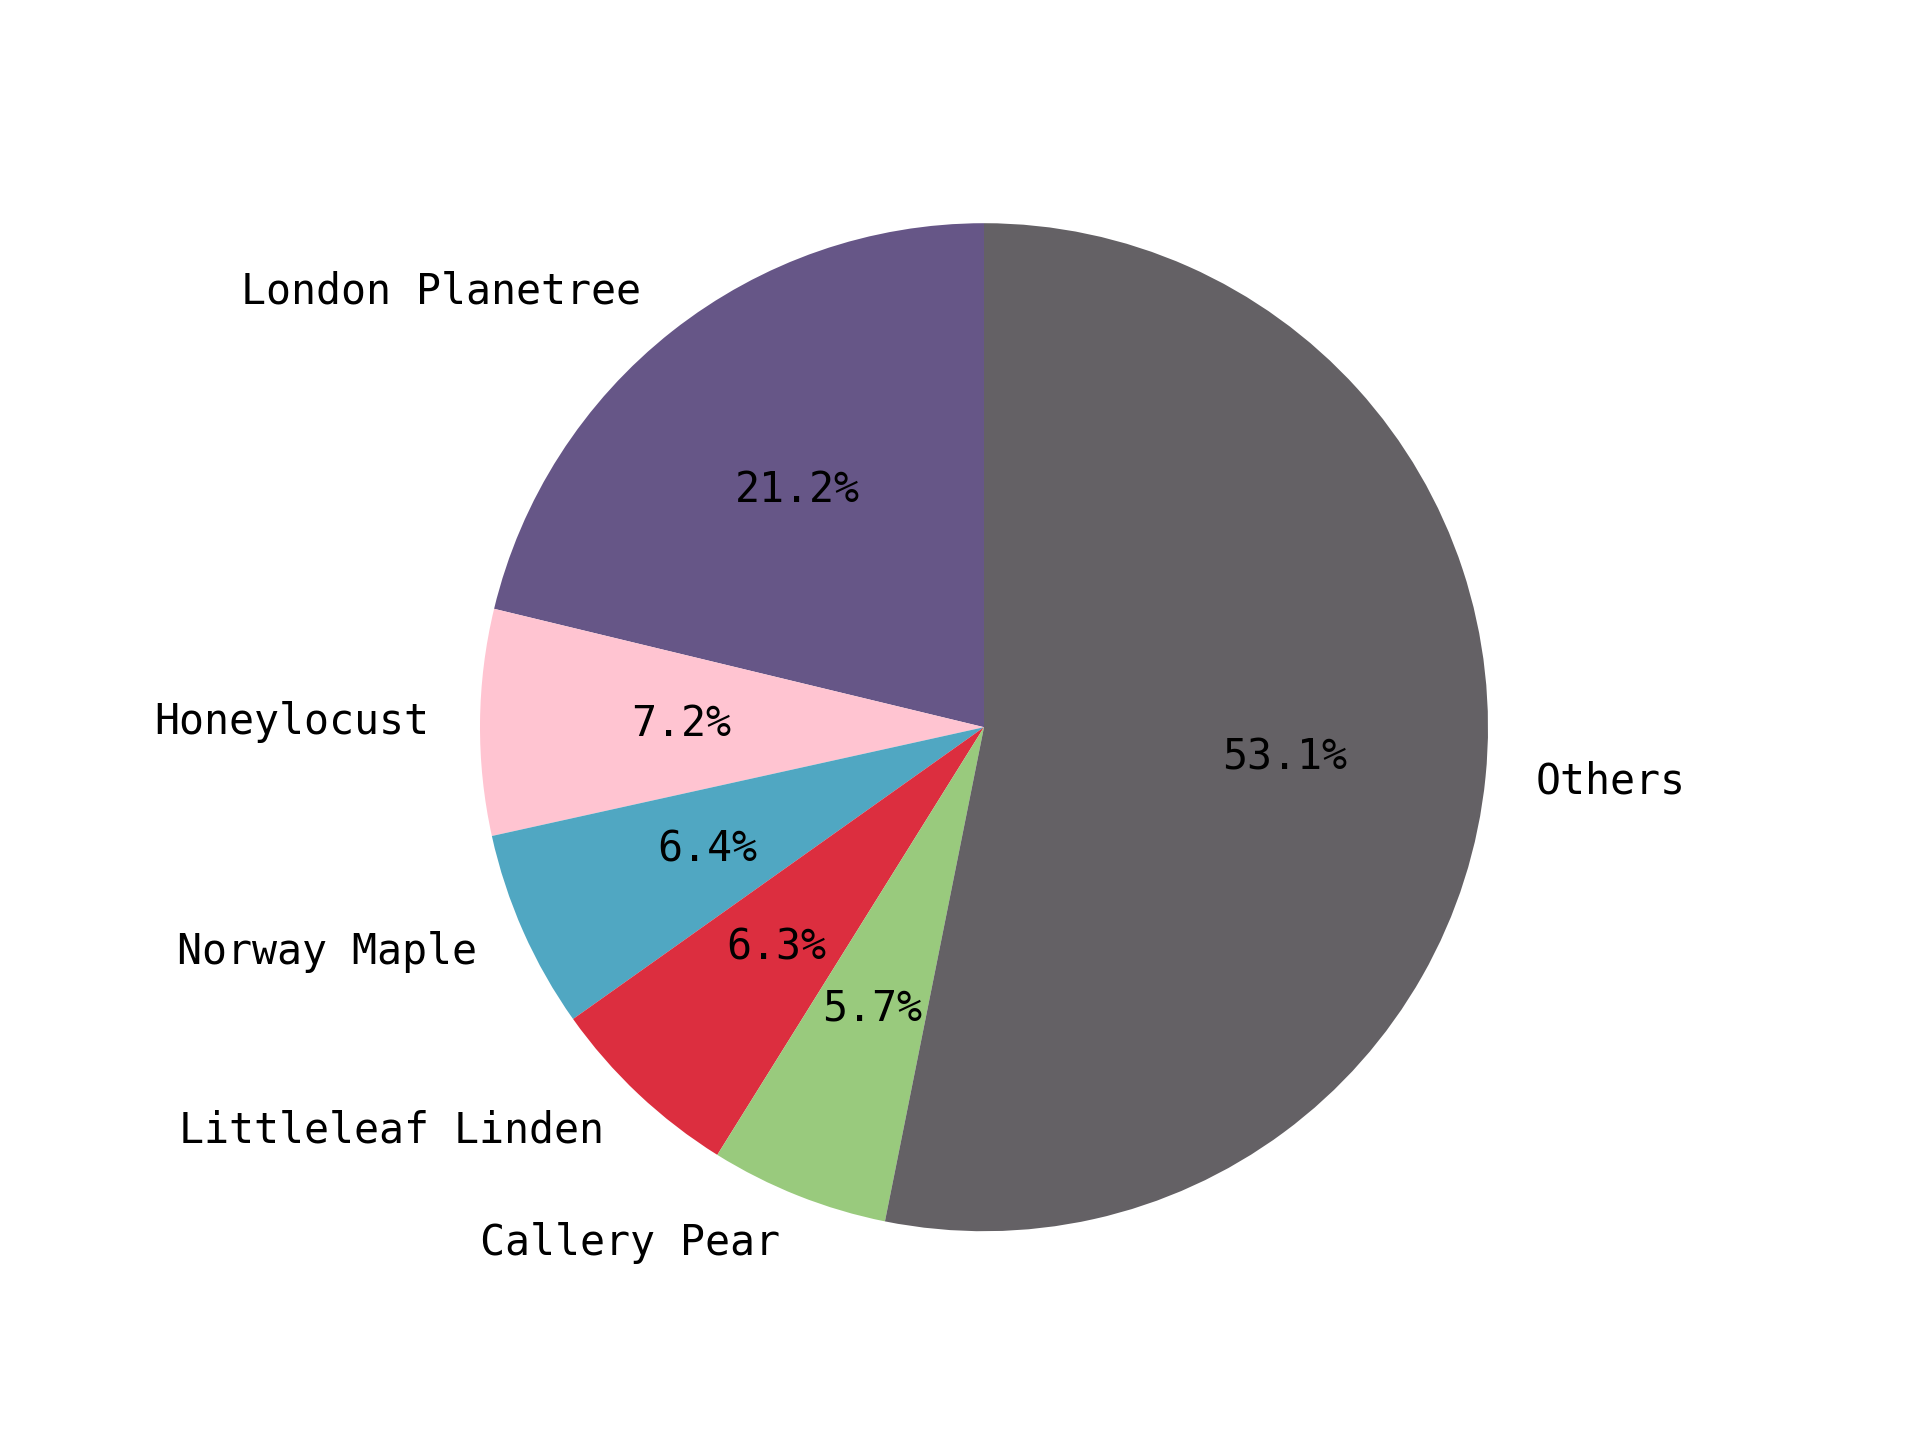 London Planetree
21.2%
Honeylocust
7.2%
53.1%
Others
6.4%
Norway Maple
6.3%
5.7%
Littleleaf Linden
Callery Pear